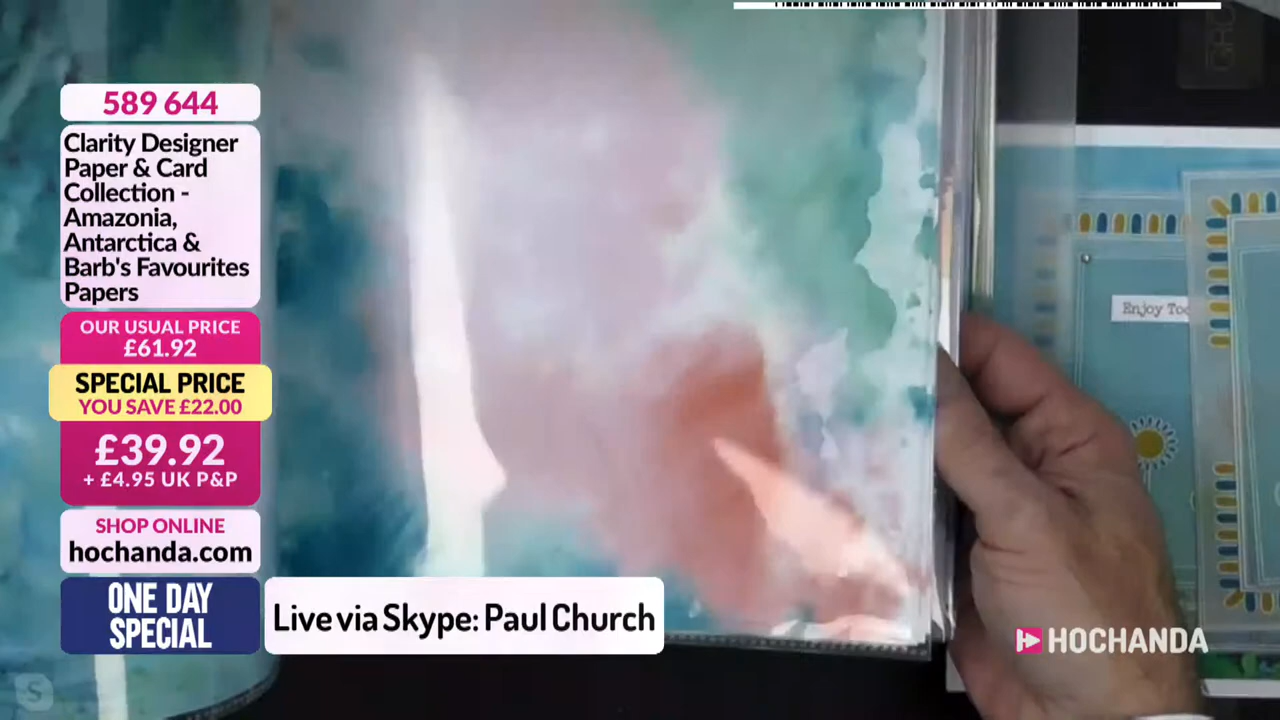 589 644
Clarity Designer
Paper & Card
Collection -
Amazonia,
Antarctica &
Barb's Favourites
Papers
OUR USUAL PRICE
£61.92
SPECIAL PRICE
YOU SAVE £22.00
£39.92
+ £4.95 UK P&P
SHOP ONLINE
hochanda.com
ONE DAY
SPECIAL
Live via Skype: Paul Church
Enjoy
HOCHANDA
S